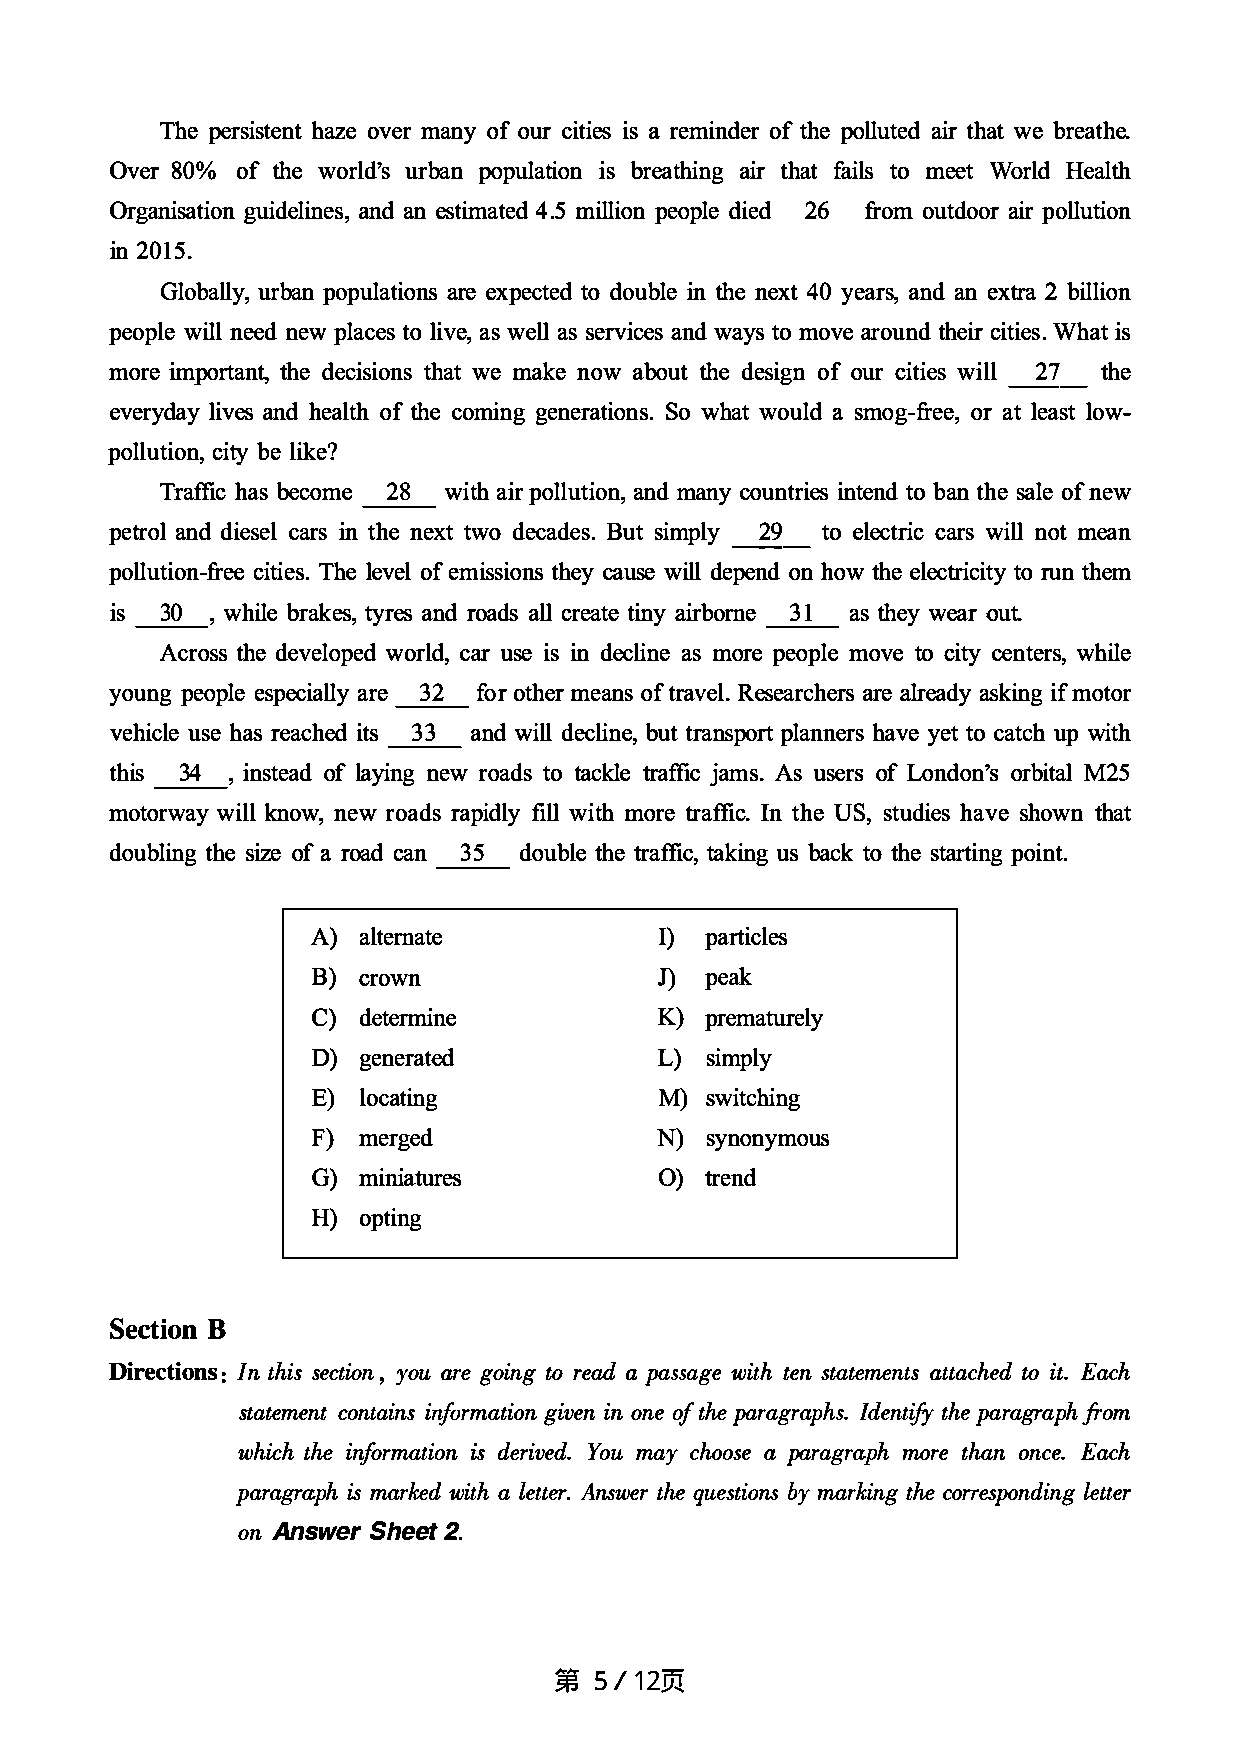 The persistent haze over many of our cities is a reminder of the polluted air that we breathe.
Over 80% of the world's urban population is breathing air that fails to meet World Health
Organisation guidelines, and an estimated 4.5 million people died 26 from outdoor air pollution
in 2015.
Globally, urban populations are expected to double in the next 40 years, and an extra 2 billion
people will need new places to live, as well as services and ways to move around their cities. What is
more important, the decisions that we make now about the design of our cities will 27 the
everyday lives and health of the coming generations. So what would a smog-free, or at least low-
pollution, city be like?
Traffic has become 28 with air pollution, and many countries intend to ban the sale of new
petrol and diesel cars in the next two decades. But simply 29 to electric cars will not mean
pollution-free cities. The level of emissions they cause will depend on how the electricity to run them
is 30 , while brakes, tyres and roads all create tiny airborne 31 as they wear out.
Across the developed world, car use is in decline as more people move to city centers, while
young people especially are 32 for other means of travel. Researchers are already asking if motor
vehicle use has reached its 33 and will decline, but transport planners have yet to catch up with
this 34 , instead of laying new roads to tackle traffic jams. As users of London's orbital M25
motorway will know, new roads rapidly fill with more traffic. In the US, studies have shown that
doubling the size of a road can 35 double the traffic, taking us back to the starting point.
A) alternate I) particles
B) crown J) peak
C) determine K) prematurely
D) generated L) simply
E) locating M) switching
F) merged N) synonymous
G) miniatures O) trend
H) opting
Section B
Directions: In this section, you are going to read a passage with ten statements attached to it. Each
statement contains information given in one of the paragraphs. Identify the paragraph from
which the information is derived. You may choose a paragraph more than once. Each
paragraph is marked with a letter. Answer the questions by marking the corresponding letter
on Answer Sheet 2.
第 5 / 12页